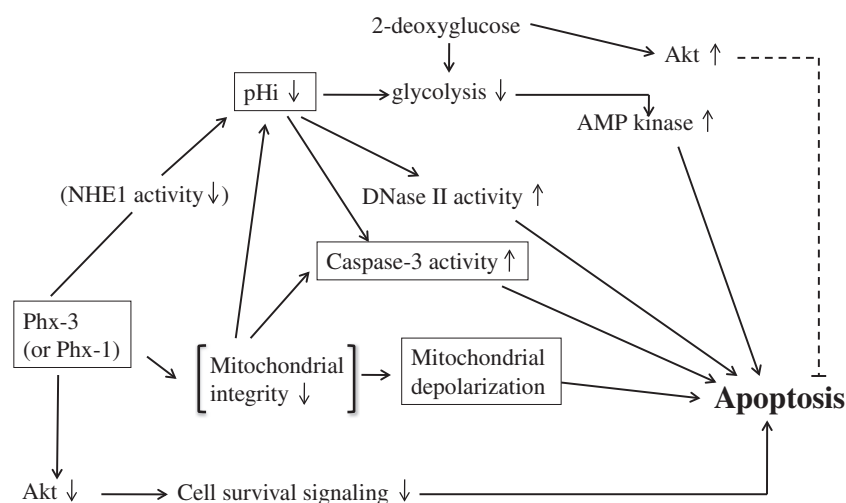 2-deoxyglucose
Akt ↑
pHi ↓
glycolysis ↓
AMP kinase ↑
(NHE1 activity↓)
DNase II activity ↑
Caspase-3 activity ↑
Phx-3
(or Phx-1)
Mitochondrial
integrity ↓
Mitochondrial
depolarization
Apoptosis
Akt ↓
Cell survival signaling ↓